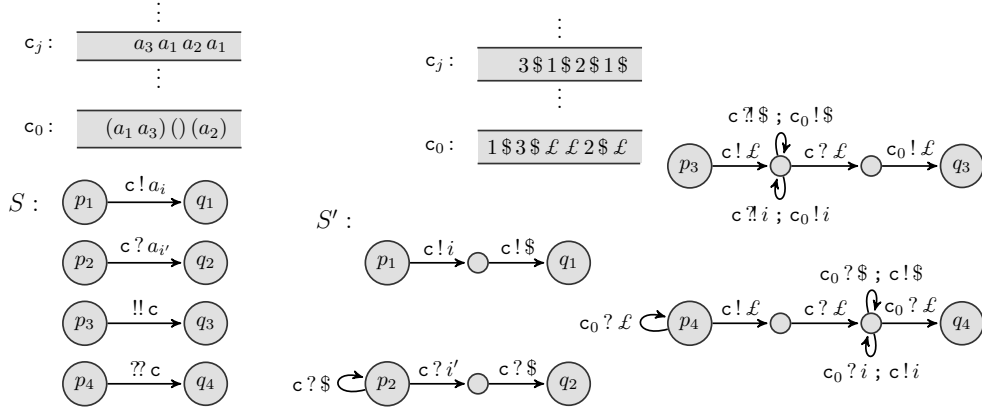 ⋮
c_j : a_3 a_1 a_2 a_1
⋮
c_0 : (a_1 a_3) () (a_2)
S :
p_1 c ! a_i q_1
p_2 c ? a_{i'} q_2
p_3 !! c q_3
p_4 ?? c q_4
⋮
c_j : 3 $ 1 $ 2 $ 1 $
⋮
c_0 : 1 $ 3 $ £ £ 2 $ £
S′ :
p_1 c ! i c ! $ q_1
c ? $ p_2 c ? i′ c ? $ q_2
c ?! $ ; c_0 ! $
p_3 c ! £ c ? £ c_0 ! £ q_3
c ?! i ; c_0 ! i
c_0 ? $ ; c ! $
c_0 ? £ p_4 c ! £ c ? £ c_0 ? £ q_4
c_0 ? i ; c ! i